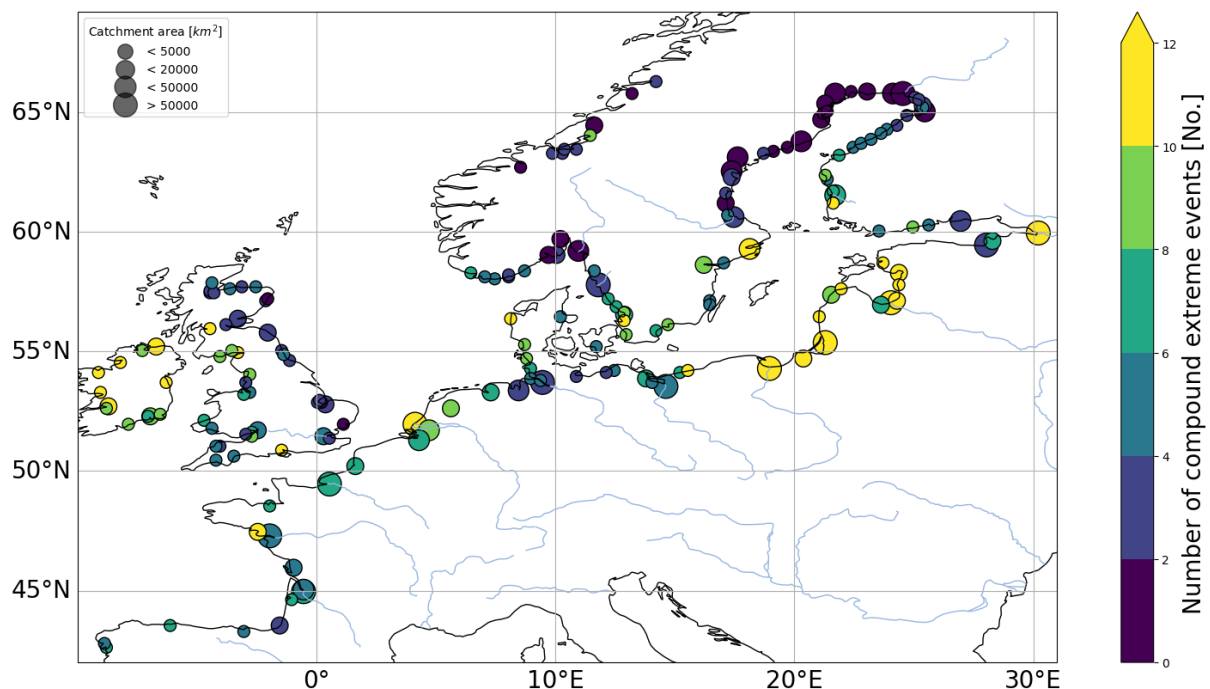 Catchment area [km²]
< 5000
< 20000
< 50000
> 50000
65°N
60°N
55°N
50°N
45°N
0°
10°E
20°E
30°E
12
10
8
6
4
2
0
Number of compound extreme events [No.]